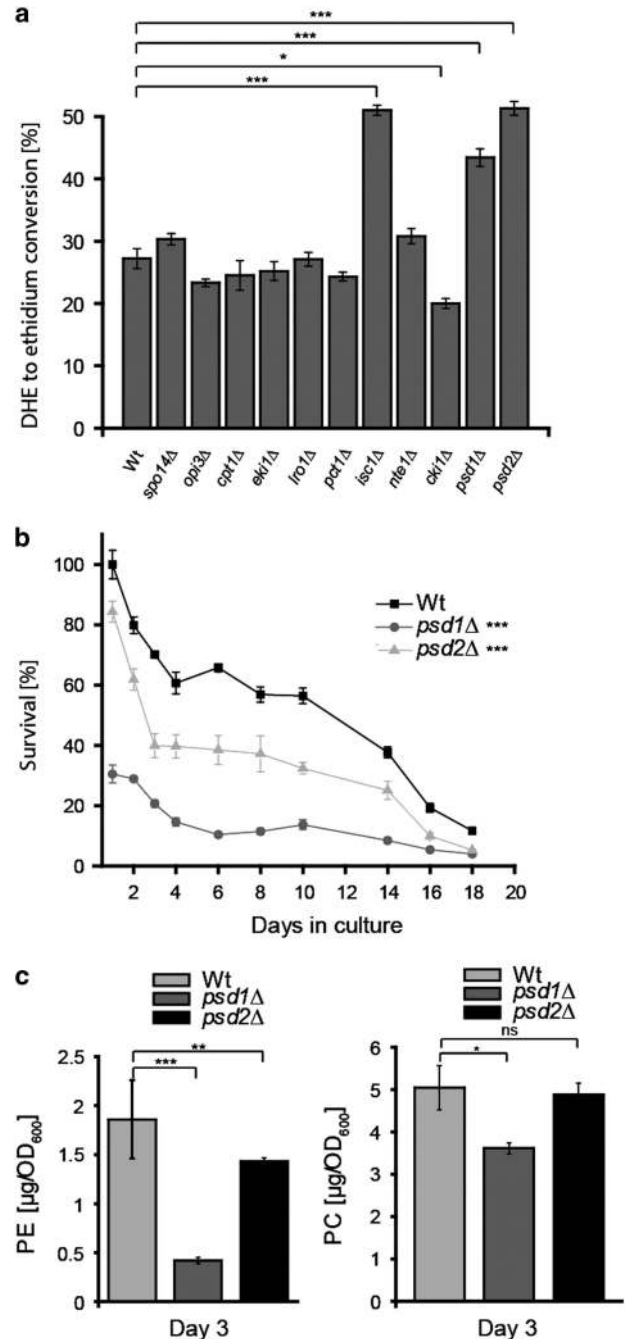 a
***
***
*
***
DHE to ethidium conversion [%]
50
40
30
20
10
0
Wt
spo14Δ
opi3Δ
cpt1Δ
eki1Δ
lro1Δ
pct1Δ
isc1Δ
nte1Δ
cki1Δ
psd1Δ
psd2Δ
b
Survival [%]
100
80
60
40
20
0
Wt
psd1Δ ***
psd2Δ ***
2 4 6 8 10 12 14 16 18 20
Days in culture
c
Wt
psd1Δ
psd2Δ
**
***
PE [µg/OD600]
2.5
2
1.5
1
0.5
0
Day 3
Wt
psd1Δ
psd2Δ
ns
*
PC [µg/OD600]
6
5
4
3
2
1
0
Day 3